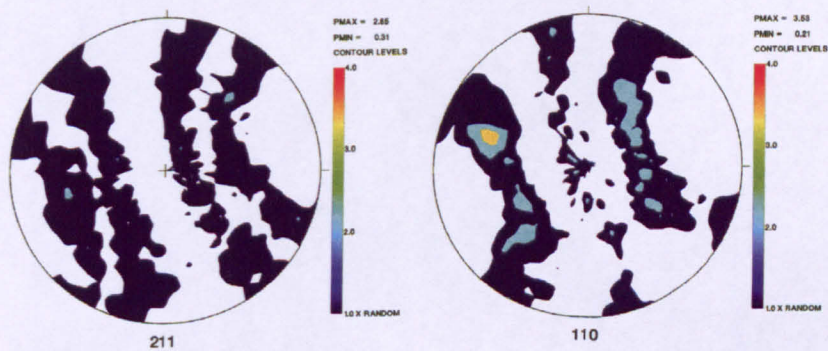 PMAX = 2.85
PMIN = 0.31
CONTOUR LEVELS
4.0
3.0
2.0
1.0 X RANDOM
211
PMAX = 3.53
PMIN = 0.21
CONTOUR LEVELS
4.0
3.0
2.0
1.0 X RANDOM
110